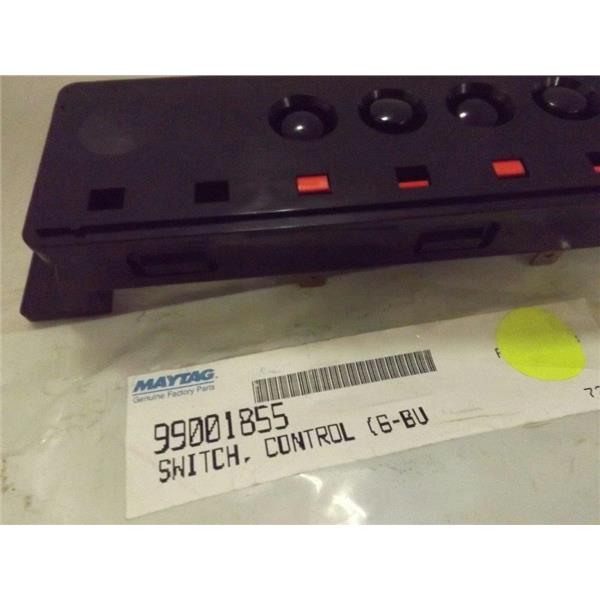 MAYTAG
Genuine Factory Parts
99001855
SWITCH, CONTROL (6-BU